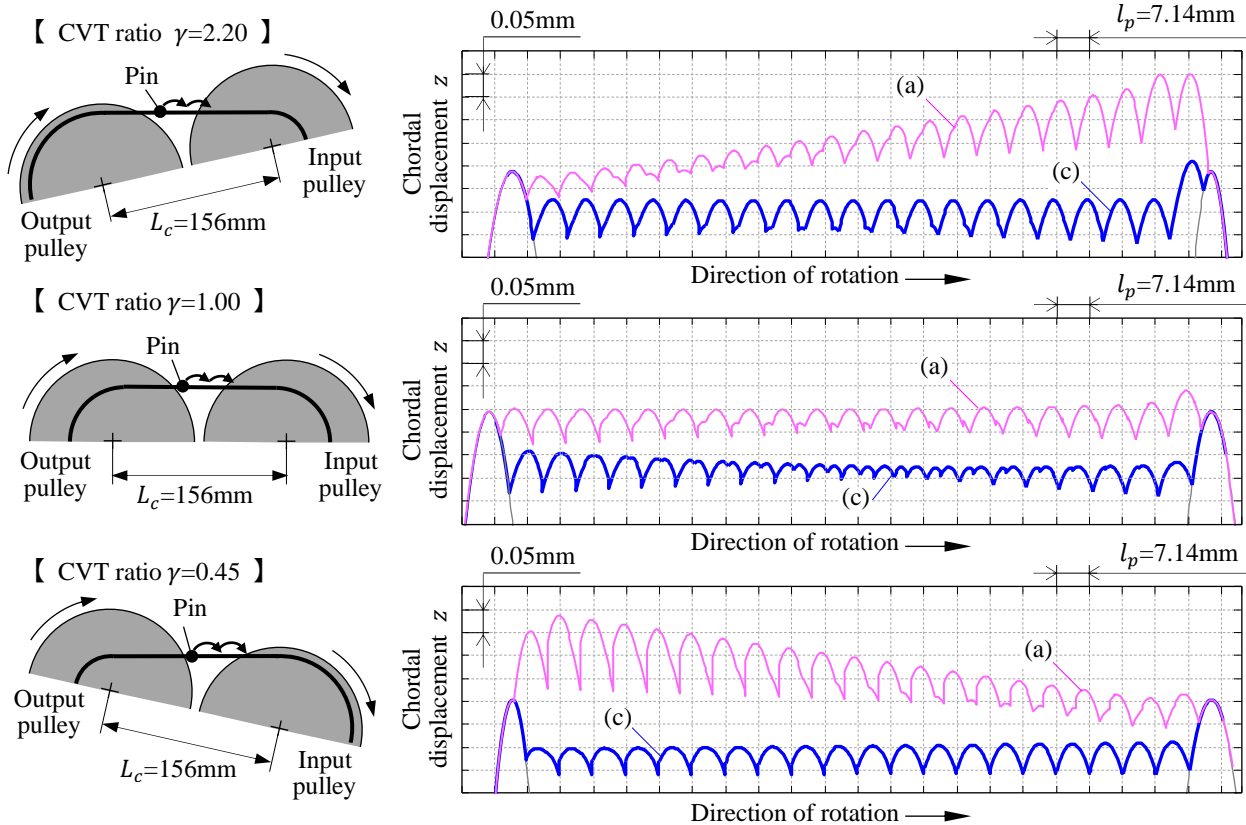 【 CVT ratio γ=2.20 】
Pin
Input
pulley
Output
pulley
L_c=156mm
0.05mm
l_p=7.14mm
Chordal
displacement z
(a)
(c)
Direction of rotation
【 CVT ratio γ=1.00 】
Pin
Output
pulley
Input
pulley
L_c=156mm
0.05mm
l_p=7.14mm
Chordal
displacement z
(a)
(c)
Direction of rotation
【 CVT ratio γ=0.45 】
Pin
Output
pulley
Input
pulley
L_c=156mm
0.05mm
l_p=7.14mm
Chordal
displacement z
(a)
(c)
Direction of rotation